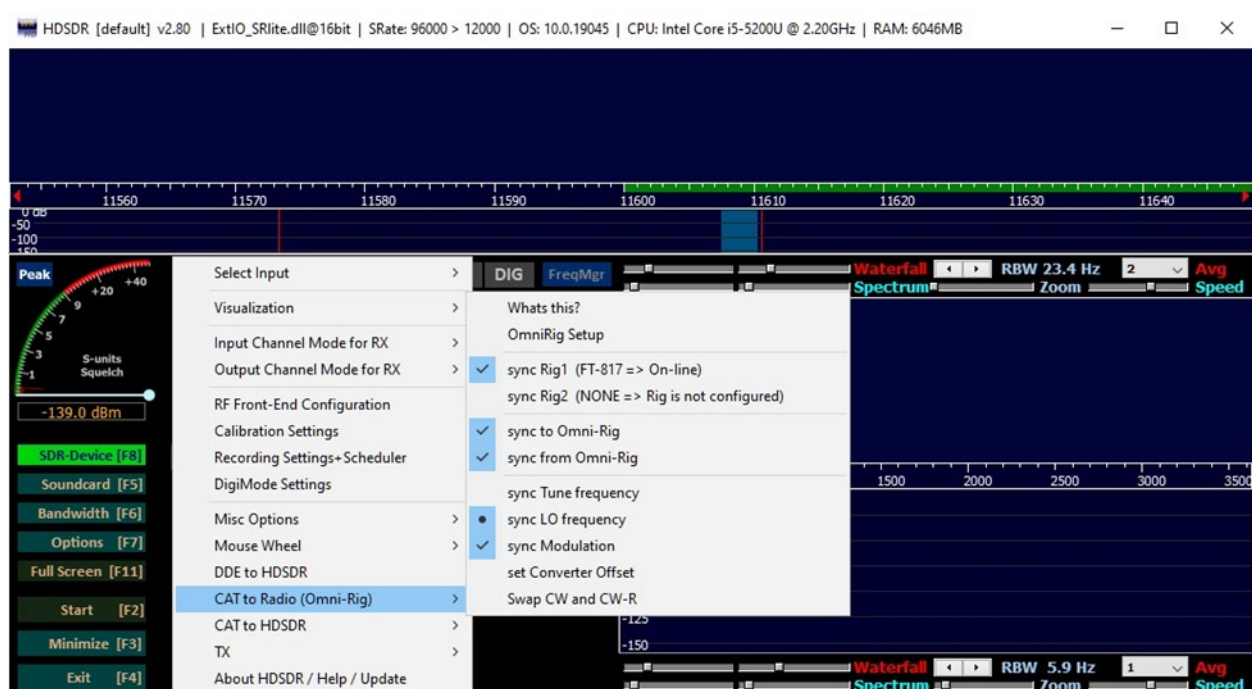 HDSDR [default] v2.80 | ExtIO_SRlite.dll@16bit | SRate: 96000 > 12000 | OS: 10.0.19045 | CPU: Intel Core i5-5200U @ 2.20GHz | RAM: 6046MB
11560 11570 11580 11590 11600 11610 11620 11630 11640
0 dB
-50
-100
-150
Peak
1 3 5 7 9 +20 +40
S-units
Squelch
-139.0 dBm
SDR-Device [F8]
Soundcard [F5]
Bandwidth [F6]
Options [F7]
Full Screen [F11]
Start [F2]
Minimize [F3]
Exit [F4]
Select Input
Visualization
Input Channel Mode for RX
Output Channel Mode for RX
RF Front-End Configuration
Calibration Settings
Recording Settings+Scheduler
DigiMode Settings
Misc Options
Mouse Wheel
DDE to HDSDR
CAT to Radio (Omni-Rig)
CAT to HDSDR
TX
About HDSDR / Help / Update
DIG FreqMgr
Whats this?
OmniRig Setup
sync Rig1 (FT-817 => On-line)
sync Rig2 (NONE => Rig is not configured)
sync to Omni-Rig
sync from Omni-Rig
sync Tune frequency
sync LO frequency
sync Modulation
set Converter Offset
Swap CW and CW-R
Waterfall RBW 23.4 Hz 2 Avg
Spectrum Zoom Speed
1500 2000 2500 3000 3500
-125
-150
Waterfall RBW 5.9 Hz 1 Avg
Spectrum Zoom Speed